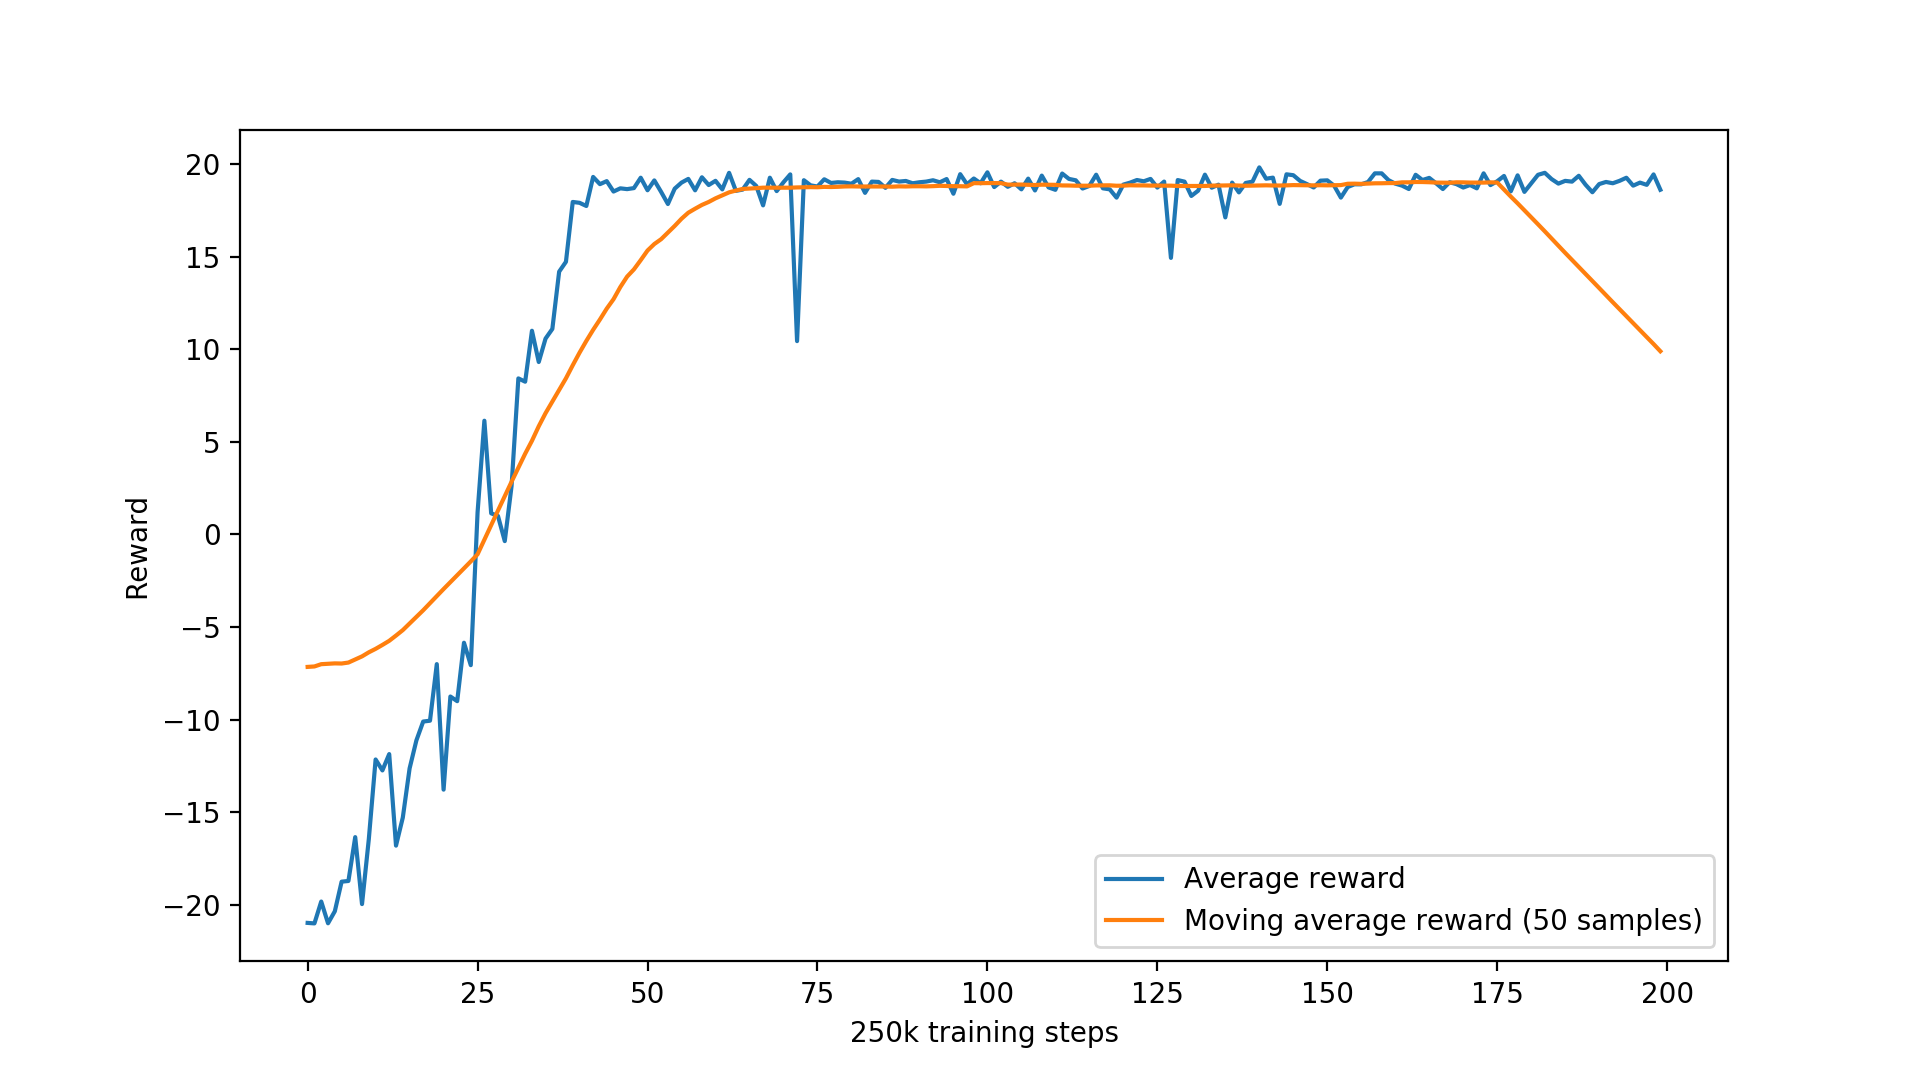 20
15
10
5
0
−5
−10
−15
−20
Reward
Average reward
Moving average reward (50 samples)
0 25 50 75 100 125 150 175 200
250k training steps